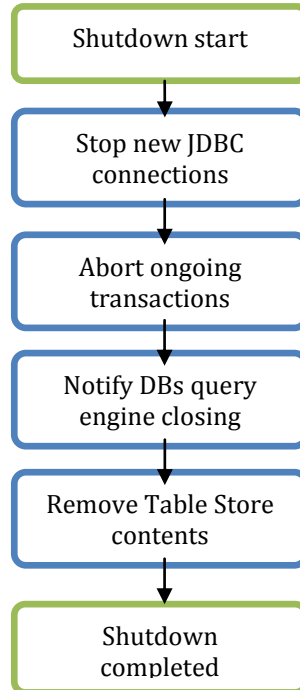 Shutdown start
Stop new JDBC
connections
Abort ongoing
transactions
Notify DBs query
engine closing
Remove Table Store
contents
Shutdown
completed